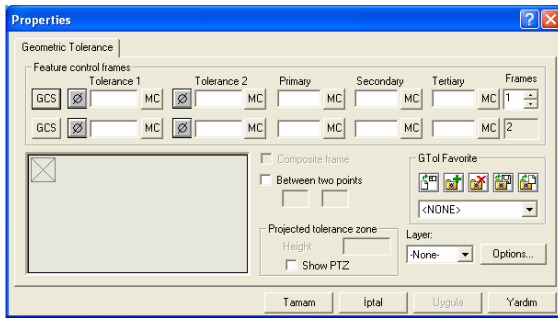 Properties
Geometric Tolerance
Feature control frames
Tolerance 1 Tolerance 2 Primary Secondary Tertiary Frames
GCS Ø MC Ø MC MC MC MC 1
GCS Ø MC Ø MC MC MC MC 2
Composite frame
Between two points
GTol Favorite
<NONE>
Projected tolerance zone
Height
Show PTZ
Layer:
-None-
Options...
Tamam İptal Uygula Yardım